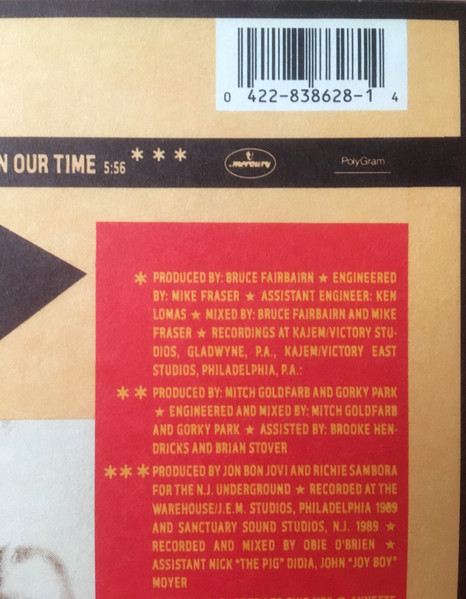 0 422-838628-1 4
N OUR TIME 5:56 * * *
mercury
PolyGram
* PRODUCED BY: BRUCE FAIRBAIRN ★ ENGINEERED
BY: MIKE FRASER ★ ASSISTANT ENGINEER: KEN
LOMAS ★ MIXED BY: BRUCE FAIRBAIRN AND MIKE
FRASER ★ RECORDINGS AT KAJEM/VICTORY STU-
DIOS, GLADWYNE, P.A., KAJEM/VICTORY EAST
STUDIOS, PHILADELPHIA, P.A.:
* * PRODUCED BY: MITCH GOLDFARB AND GORKY PARK
★ ENGINEERED AND MIXED BY: MITCH GOLDFARB
AND GORKY PARK ★ ASSISTED BY: BROOKE HEN-
DRICKS AND BRIAN STOVER
* * * PRODUCED BY JON BON JOVI AND RICHIE SAMBORA
FOR THE N.J. UNDERGROUND ★ RECORDED AT THE
WAREHOUSE/J.E.M. STUDIOS, PHILADELPHIA 1989
AND SANCTUARY SOUND STUDIOS, N.J. 1989 ★
RECORDED AND MIXED BY OBIE O'BRIEN ★
ASSISTANT NICK "THE PIG" DIDIA, JOHN "JOY BOY"
MOYER